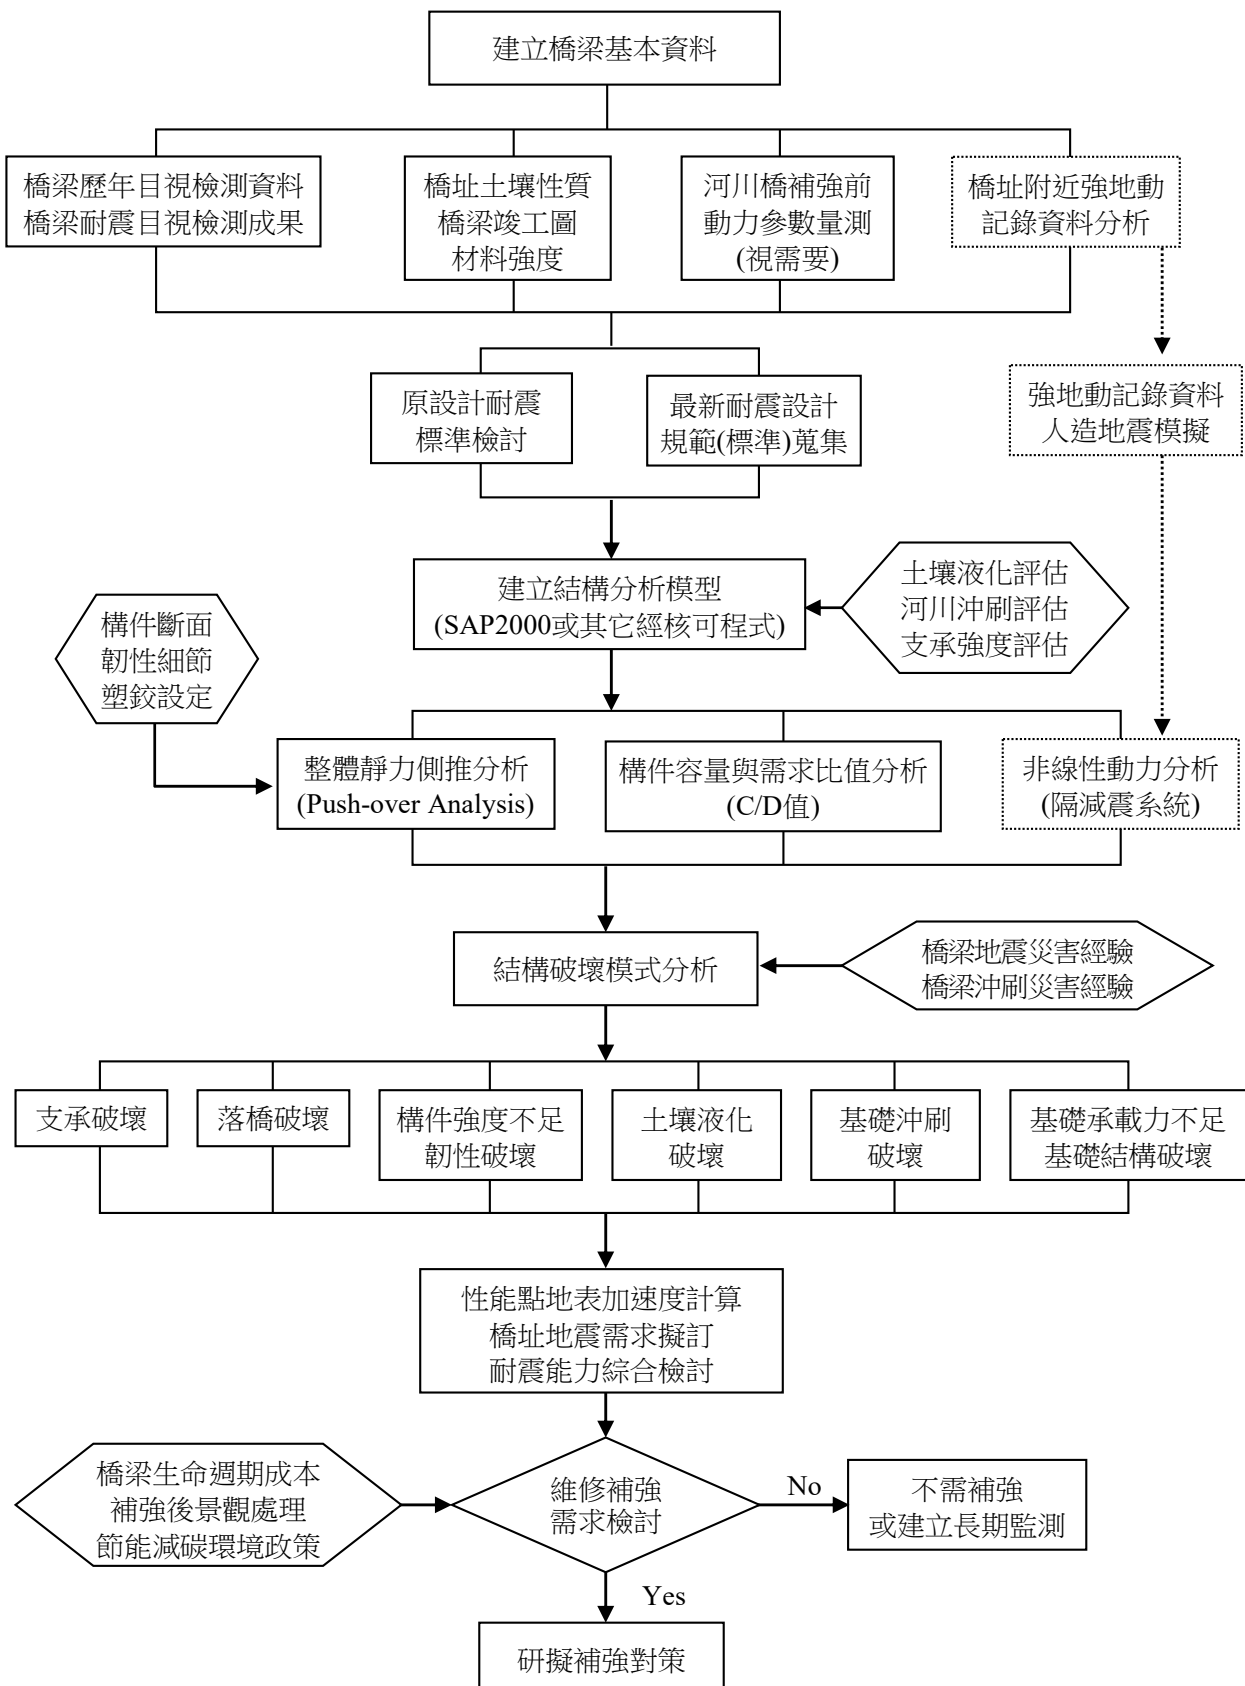 建立橋梁基本資料
橋梁歷年目視檢測資料
橋梁耐震目視檢測成果
橋址土壤性質
橋梁竣工圖
材料強度
河川橋補強前
動力參數量測
(視需要)
橋址附近強地動
記錄資料分析
原設計耐震
標準檢討
最新耐震設計
規範(標準)蒐集
強地動記錄資料
人造地震模擬
建立結構分析模型
(SAP2000或其它經核可程式)
土壤液化評估
河川沖刷評估
支承強度評估
構件斷面
韌性細節
塑鉸設定
整體靜力側推分析
(Push-over Analysis)
構件容量與需求比值分析
(C/D值)
非線性動力分析
(隔減震系統)
結構破壞模式分析
橋梁地震災害經驗
橋梁沖刷災害經驗
支承破壞
落橋破壞
構件強度不足
韌性破壞
土壤液化
破壞
基礎沖刷
破壞
基礎承載力不足
基礎結構破壞
性能點地表加速度計算
橋址地震需求擬訂
耐震能力綜合檢討
橋梁生命週期成本
補強後景觀處理
節能減碳環境政策
維修補強
需求檢討
No
不需補強
或建立長期監測
Yes
研擬補強對策